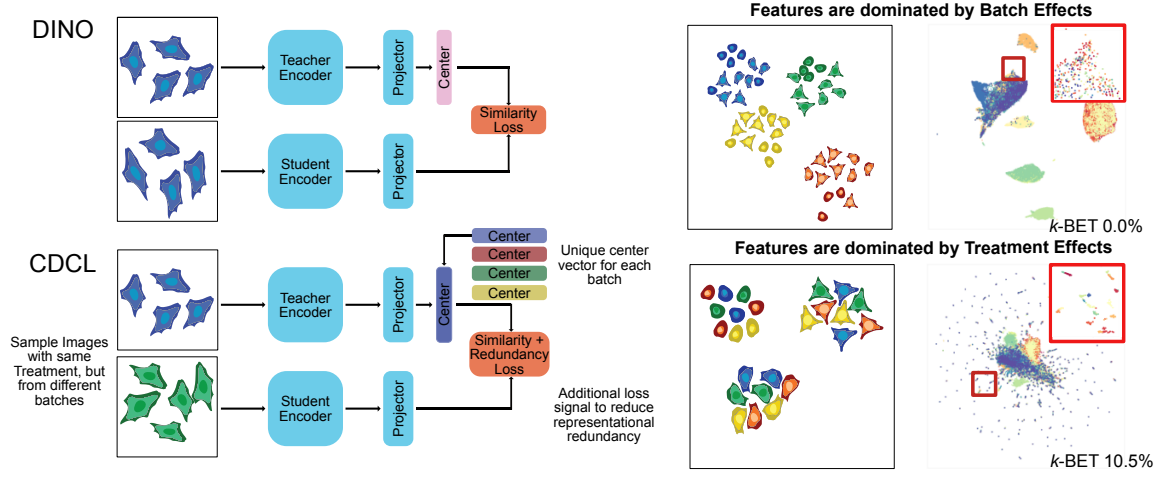 DINO
Teacher
Encoder
Projector
Center
Similarity
Loss
Student
Encoder
Projector
CDCL
Sample Images
with same
Treatment, but
from different
batches
Teacher
Encoder
Projector
Center
Center
Center
Center
Center
Unique center
vector for each
batch
Similarity +
Redundancy
Loss
Student
Encoder
Projector
Additional loss
signal to reduce
representational
redundancy
Features are dominated by Batch Effects
k-BET 0.0%
Features are dominated by Treatment Effects
k-BET 10.5%